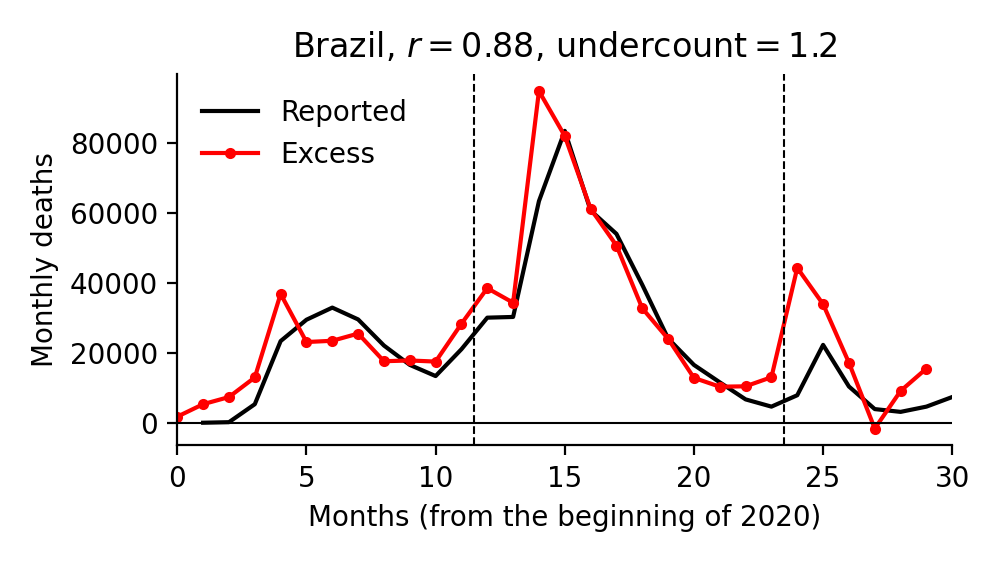 Brazil, r = 0.88, undercount = 1.2
Reported
Excess
Monthly deaths
80000
60000
40000
20000
0
0 5 10 15 20 25 30
Months (from the beginning of 2020)